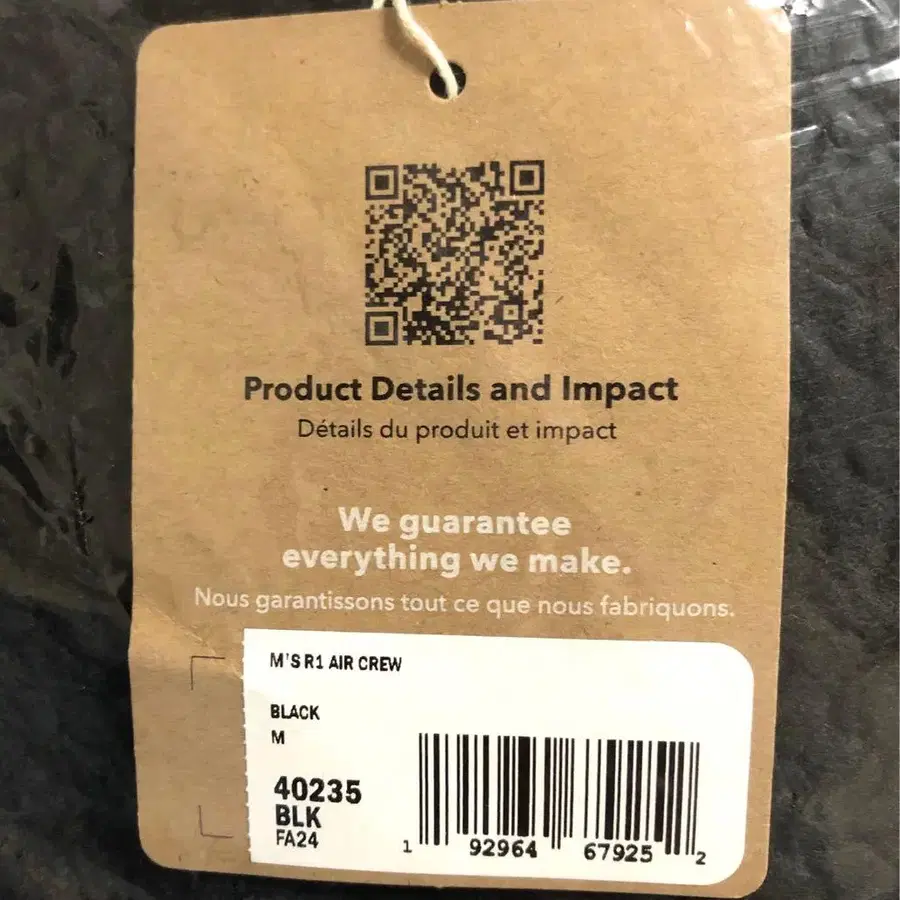 Product Details and Impact
Détails du produit et impact
We guarantee
everything we make.
Nous garantissons tout ce que nous fabriquons.
M'S R1 AIR CREW
BLACK
M
40235
BLK
FA24
1 92964 67925 2